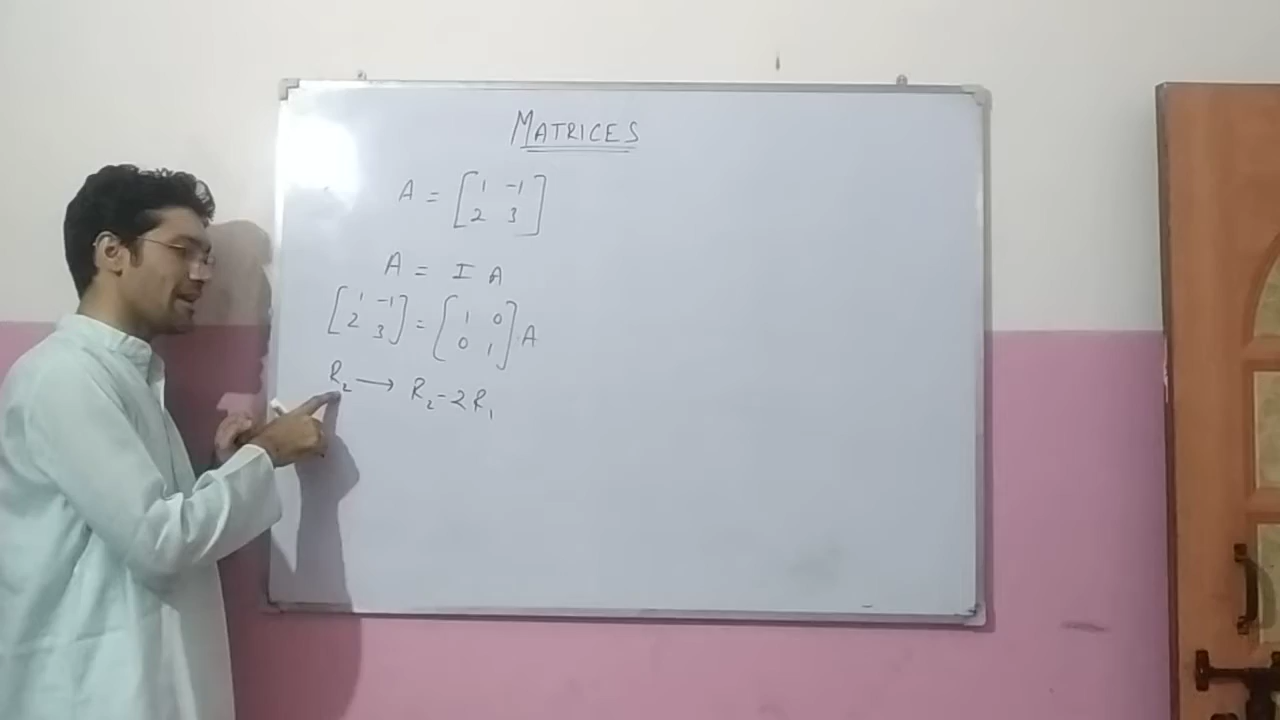 MATRICES
A = [1 -1
2 3]
A = I A
[1 -1
2 3] = [1 0
0 1] . A
R₂ → R₂ - 2R₁